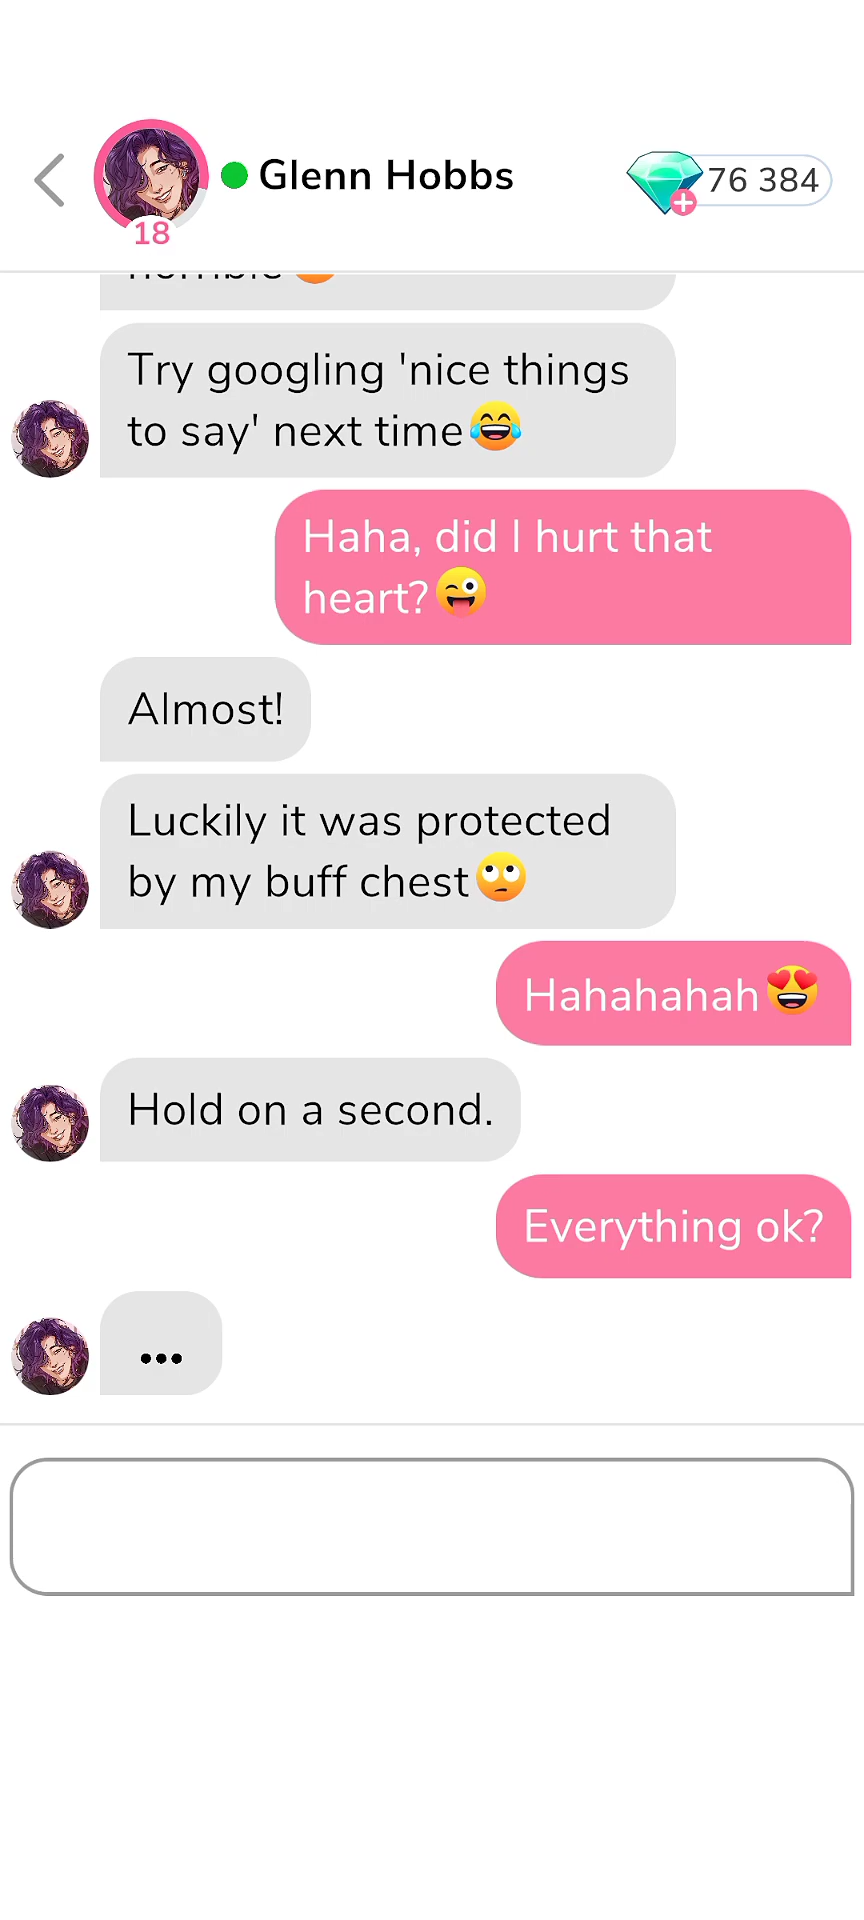 Glenn Hobbs
76 384
18
Try googling 'nice things
to say' next time😂
Haha, did I hurt that
heart?😜
Almost!
Luckily it was protected
by my buff chest🙄
Hahahahah😍
Hold on a second.
Everything ok?
...